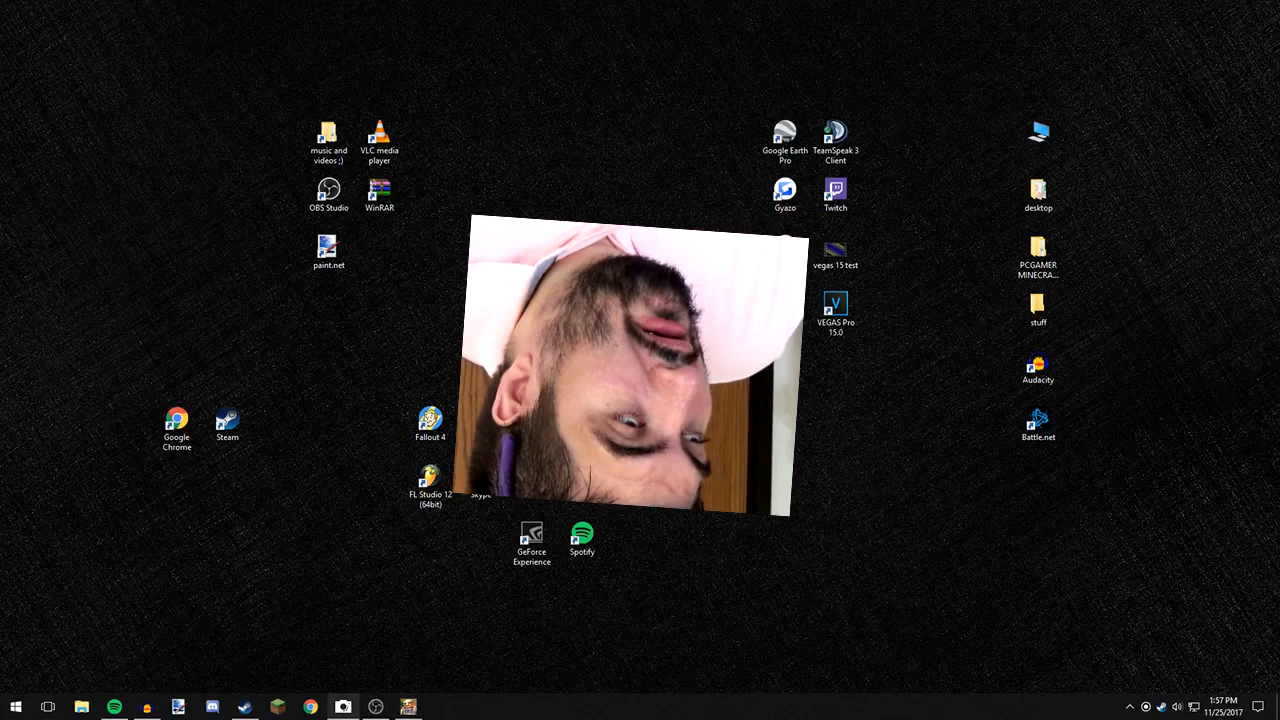 music and
videos ;)
VLC media
player
Google Earth
Pro
TeamSpeak 3
Client
OBS Studio
WinRAR
Gyazo
Twitch
desktop
paint.net
vegas 15 test
PCGAMER
MINECRA...
VEGAS Pro
15.0
stuff
Audacity
Google
Chrome
Steam
Fallout 4
Battle.net
FL Studio 12
(64bit)
Skype
GeForce
Experience
Spotify
1:57 PM
11/25/2017